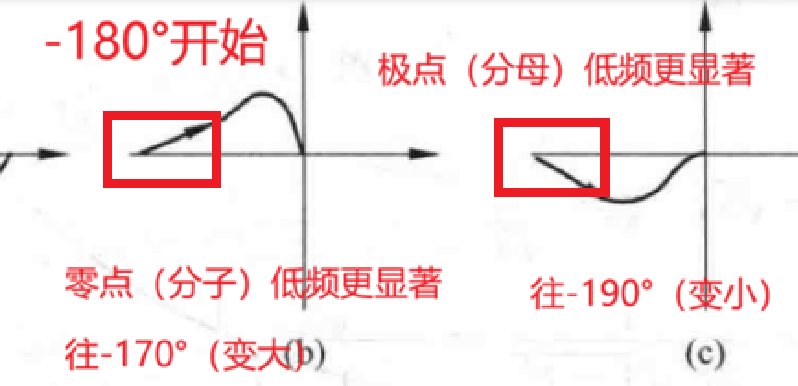 -180°开始
极点（分母）低频更显著
零点（分子）低频更显著
往-190°（变小）
往-170°（变大）
(b)
(c)